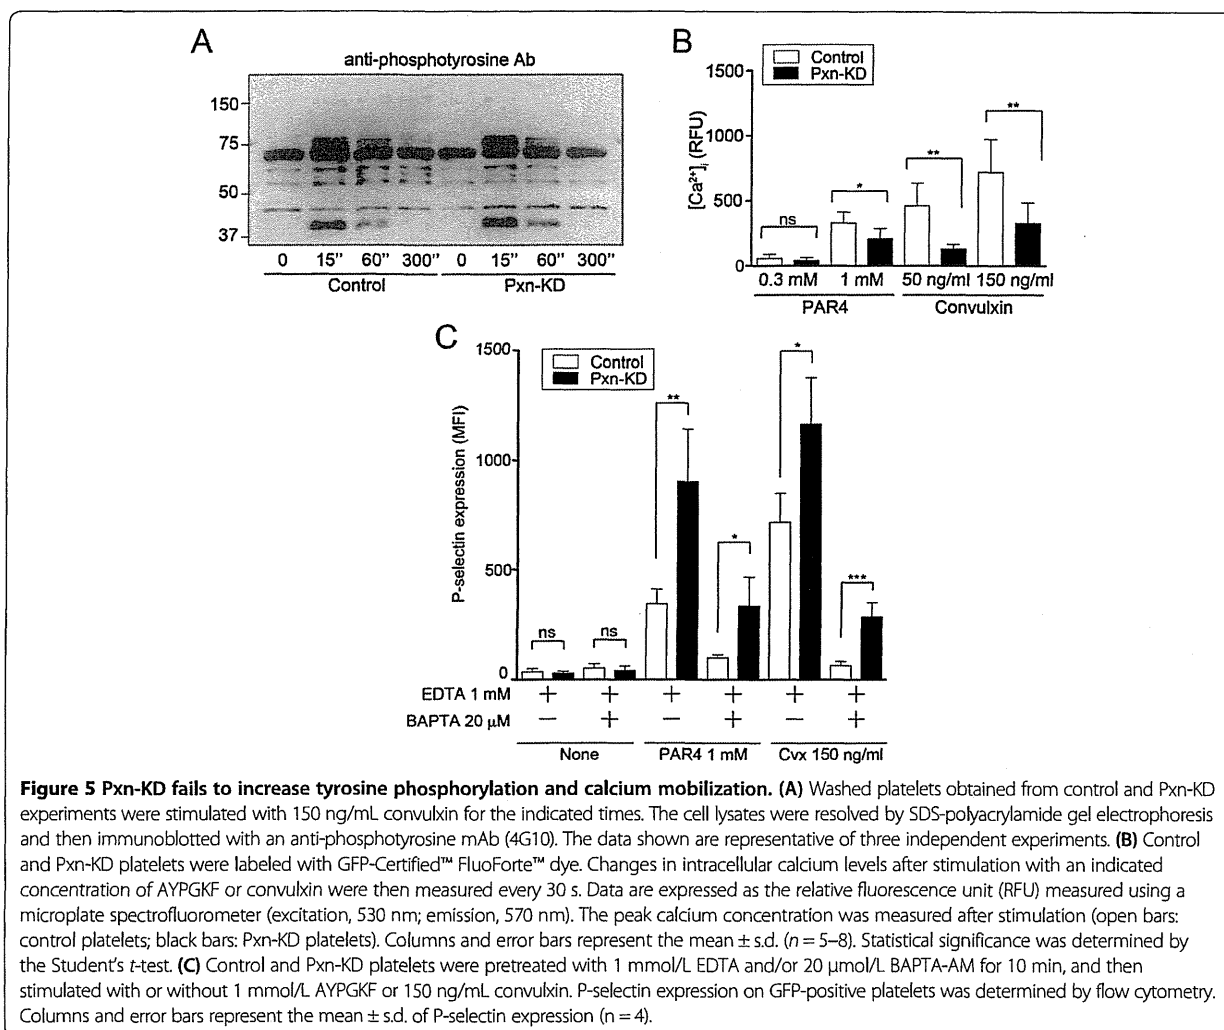 A
anti-phosphotyrosine Ab
150
75
50
37
0 15" 60" 300" 0 15" 60" 300"
Control Pxn-KD
B
Control
Pxn-KD
[Ca²⁺]ᵢ (RFU)
1500
1000
500
0
ns
*
**
**
0.3 mM 1 mM 50 ng/ml 150 ng/ml
PAR4 Convulxin
C
Control
Pxn-KD
P-selectin expression (MFI)
1500
1000
500
0
ns
ns
**
*
*
***
EDTA 1 mM + + + + + +
BAPTA 20 μM − + − + − +
None PAR4 1 mM Cvx 150 ng/ml
Figure 5 Pxn-KD fails to increase tyrosine phosphorylation and calcium mobilization. (A) Washed platelets obtained from control and Pxn-KD
experiments were stimulated with 150 ng/mL convulxin for the indicated times. The cell lysates were resolved by SDS-polyacrylamide gel electrophoresis
and then immunoblotted with an anti-phosphotyrosine mAb (4G10). The data shown are representative of three independent experiments. (B) Control
and Pxn-KD platelets were labeled with GFP-Certified™ FluoForte™ dye. Changes in intracellular calcium levels after stimulation with an indicated
concentration of AYPGKF or convulxin were then measured every 30 s. Data are expressed as the relative fluorescence unit (RFU) measured using a
microplate spectrofluorometer (excitation, 530 nm; emission, 570 nm). The peak calcium concentration was measured after stimulation (open bars:
control platelets; black bars: Pxn-KD platelets). Columns and error bars represent the mean ± s.d. (n = 5–8). Statistical significance was determined by
the Student's t-test. (C) Control and Pxn-KD platelets were pretreated with 1 mmol/L EDTA and/or 20 μmol/L BAPTA-AM for 10 min, and then
stimulated with or without 1 mmol/L AYPGKF or 150 ng/mL convulxin. P-selectin expression on GFP-positive platelets was determined by flow cytometry.
Columns and error bars represent the mean ± s.d. of P-selectin expression (n = 4).